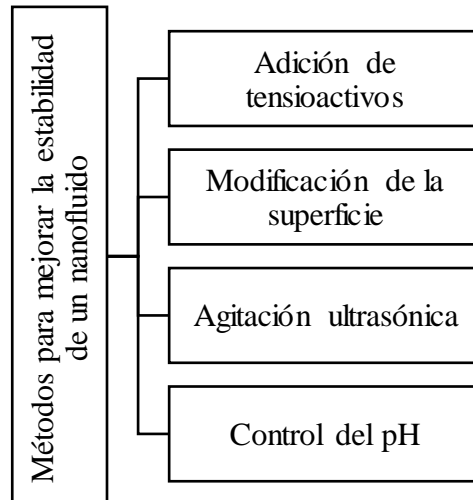 Métodos para mejorar la estabilidad
de un nanofluido
Adición de
tensioactivos
Modificación de la
superficie
Agitación ultrasónica
Control del pH